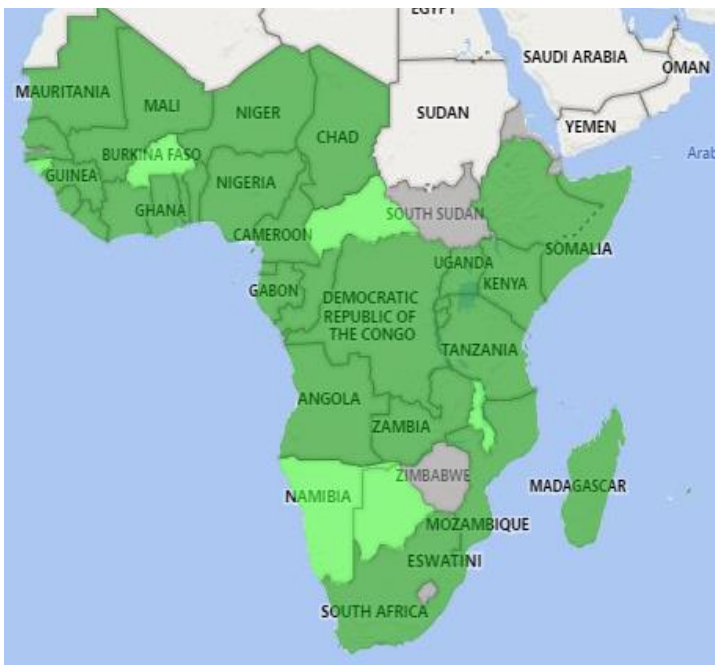 EGYPT
SAUDI ARABIA
OMAN
MAURITANIA
MALI
NIGER
CHAD
SUDAN
YEMEN
Arab
BURKINA FASO
GUINEA
NIGERIA
GHANA
SOUTH SUDAN
CAMEROON
SOMALIA
UGANDA
KENYA
GABON
DEMOCRATIC
REPUBLIC OF
THE CONGO
TANZANIA
ANGOLA
ZAMBIA
ZIMBABWE
NAMIBIA
MADAGASCAR
MOZAMBIQUE
ESWATINI
SOUTH AFRICA